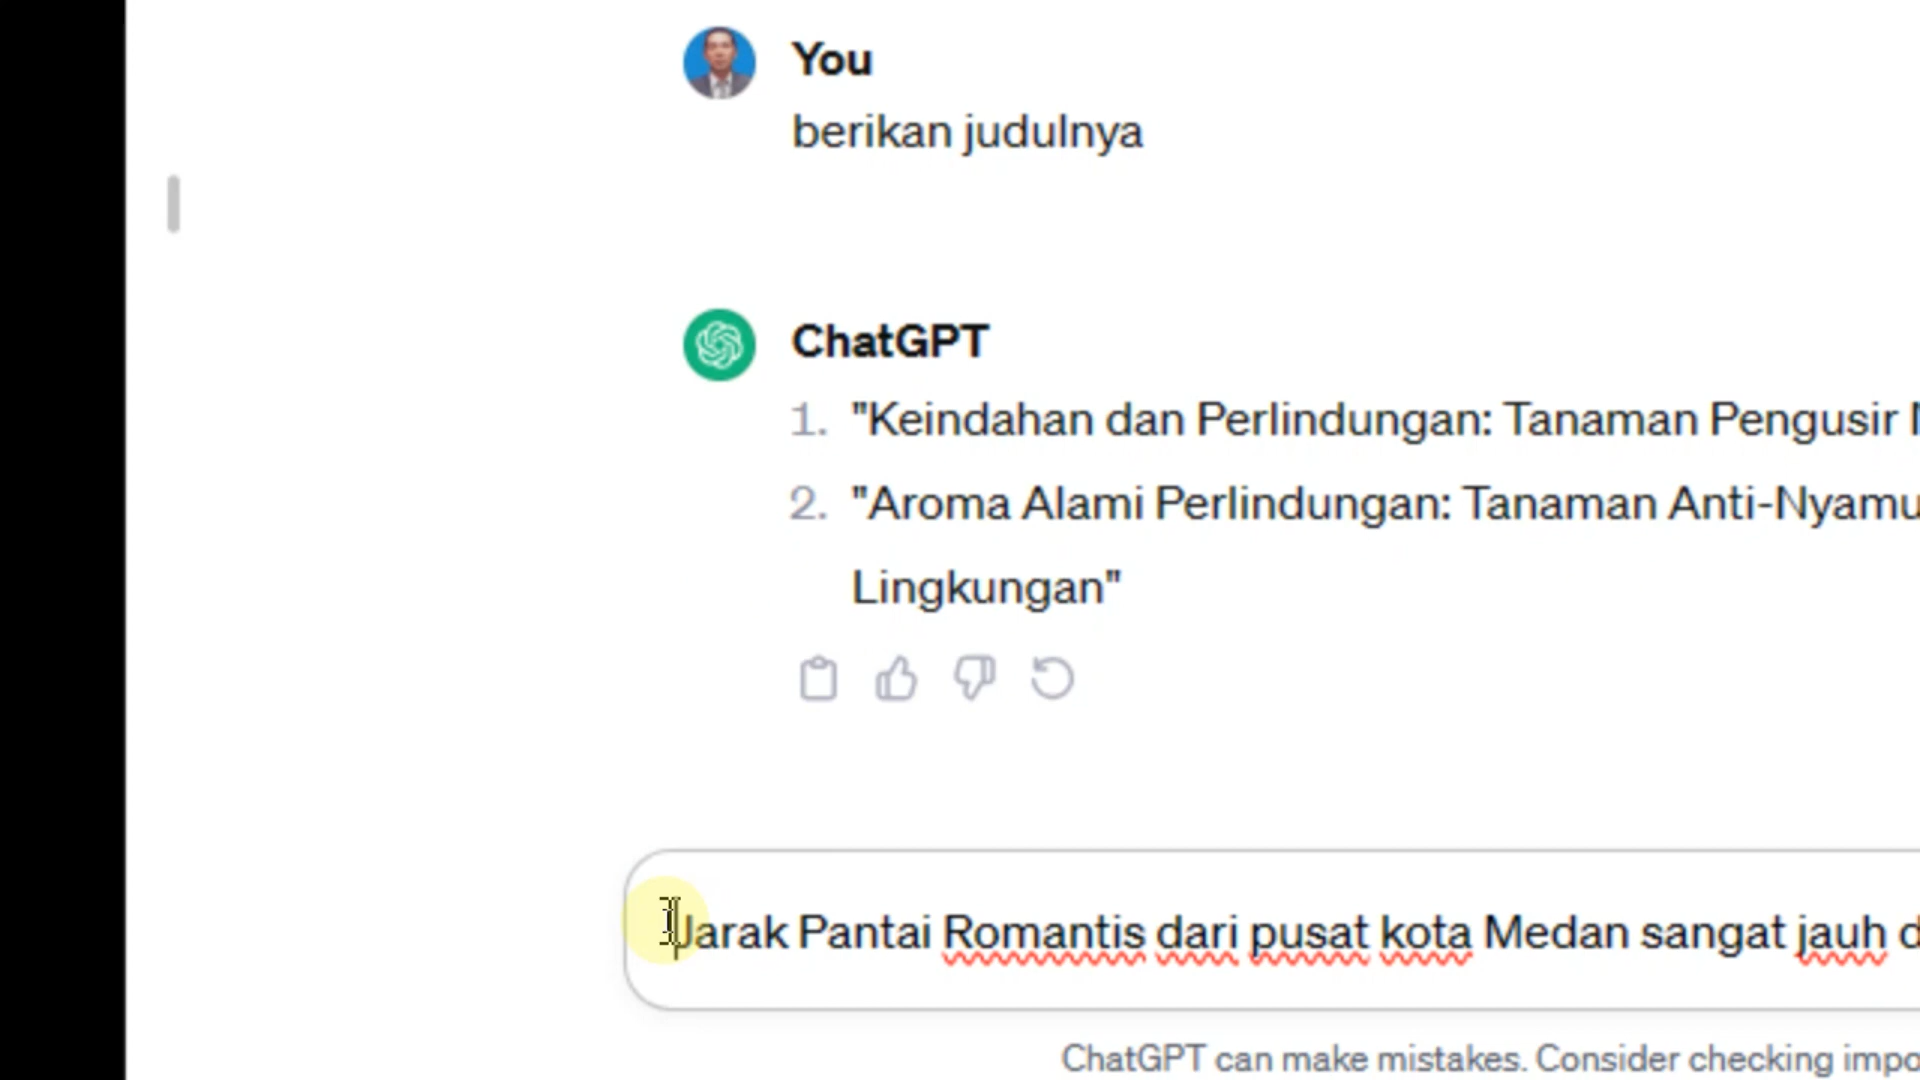 You
berikan judulnya
ChatGPT
1. "Keindahan dan Perlindungan: Tanaman Pengusir
2. "Aroma Alami Perlindungan: Tanaman Anti-Nyamu
Lingkungan"
Jarak Pantai Romantis dari pusat kota Medan sangat jauh d
ChatGPT can make mistakes. Consider checking impo